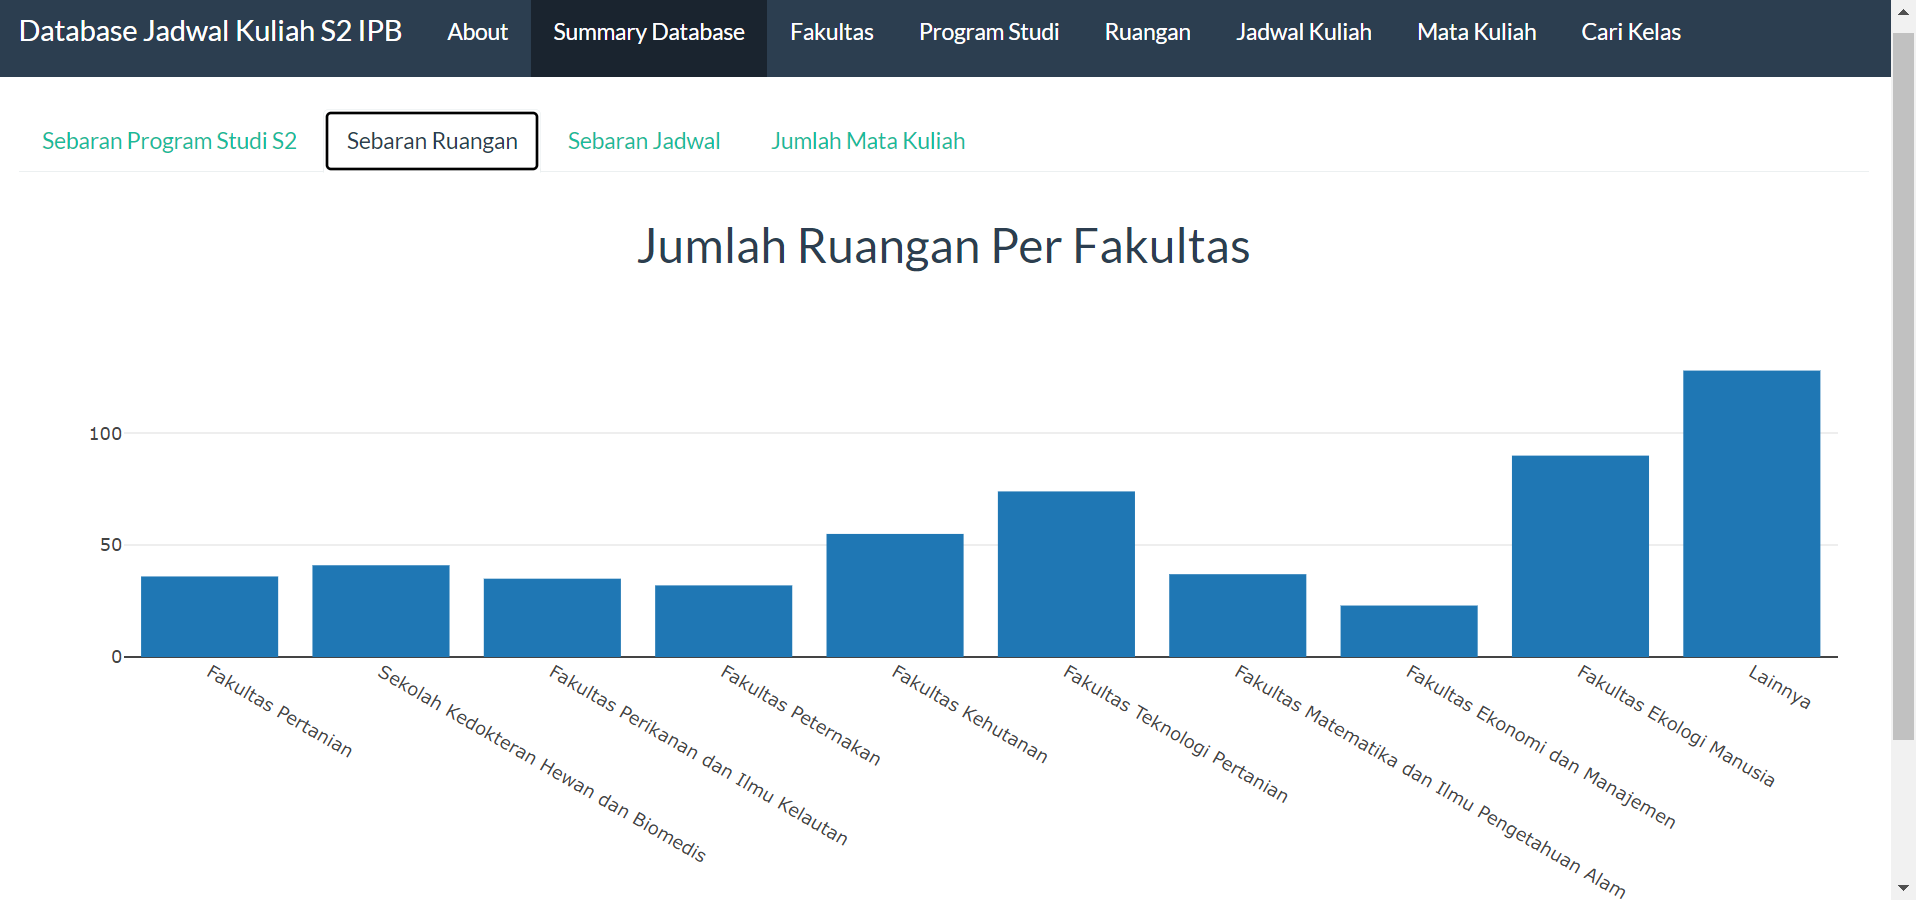 Database Jadwal Kuliah S2 IPB About Summary Database Fakultas Program Studi Ruangan Jadwal Kuliah Mata Kuliah Cari Kelas
Sebaran Program Studi S2 Sebaran Ruangan Sebaran Jadwal Jumlah Mata Kuliah
Jumlah Ruangan Per Fakultas
100
50
0
Fakultas Pertanian
Sekolah Kedokteran Hewan dan Biomedis
Fakultas Perikanan dan Ilmu Kelautan
Fakultas Peternakan
Fakultas Kehutanan
Fakultas Teknologi Pertanian
Fakultas Matematika dan Ilmu Pengetahuan Alam
Fakultas Ekonomi dan Manajemen
Fakultas Ekologi Manusia
Lainnya